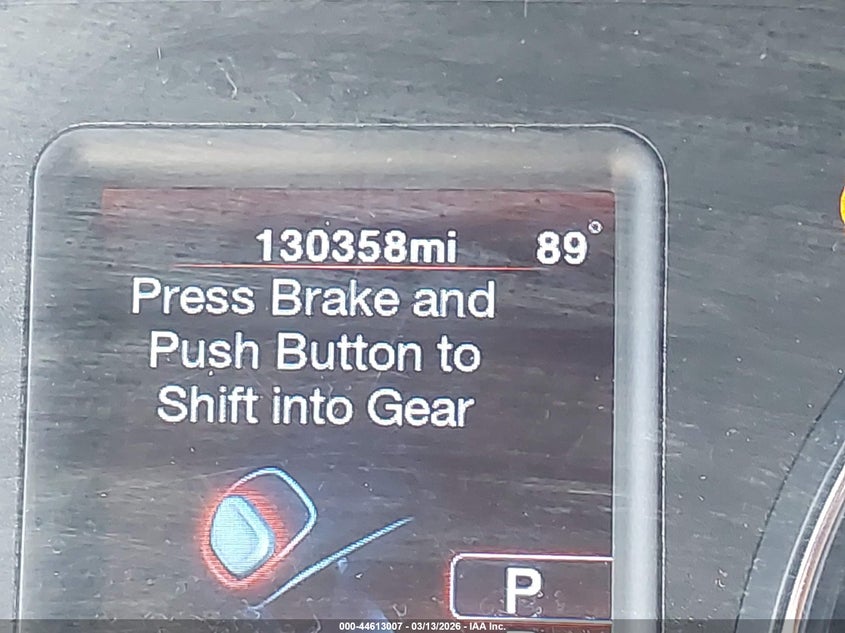 130358mi 89°
Press Brake and
Push Button to
Shift into Gear
P
000-44613007 - 03/13/2026 - IAA Inc.